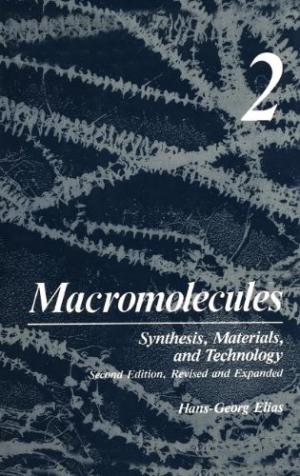 2
Macromolecules
Synthesis, Materials,
and Technology
Second Edition, Revised and Expanded
Hans-Georg Elias